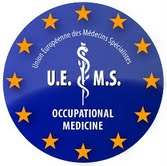 Union Européenne des Médecins Spécialistes
U.E. M.S.
OCCUPATIONAL
MEDICINE